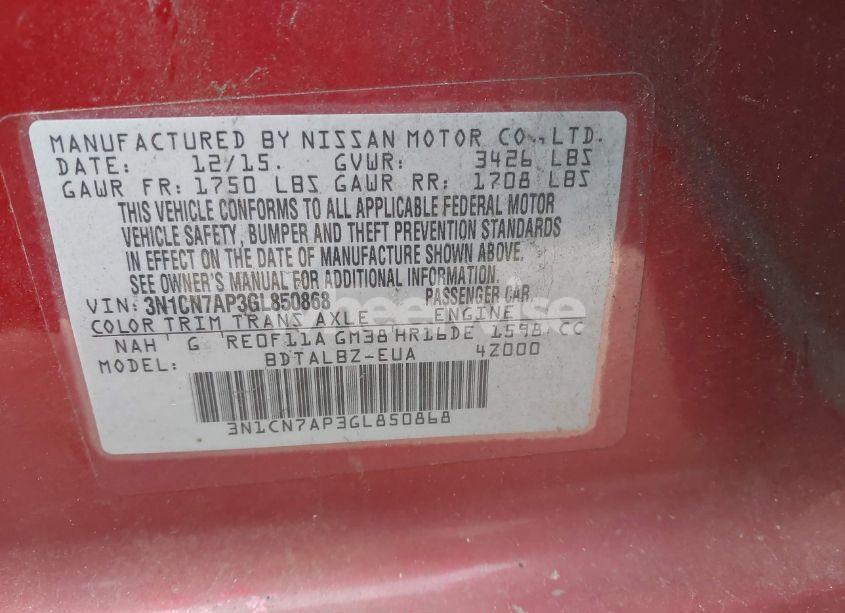 MANUFACTURED BY NISSAN MOTOR CO.,LTD.
DATE: 12/15. GVWR: 3426 LBS
GAWR FR: 1750 LBS GAWR RR: 1708 LBS
THIS VEHICLE CONFORMS TO ALL APPLICABLE FEDERAL MOTOR
VEHICLE SAFETY, BUMPER AND THEFT PREVENTION STANDARDS
IN EFFECT ON THE DATE OF MANUFACTURE SHOWN ABOVE.
SEE OWNER'S MANUAL FOR ADDITIONAL INFORMATION.
VIN: 3N1CN7AP3GL850868 PASSENGER CAR
COLOR TRIM TRANS AXLE ENGINE
NAH G RE0F11A GM38 HR16DE 1598 CC
MODEL: BDTALBZ-EUA 42000
3N1CN7AP3GL850868